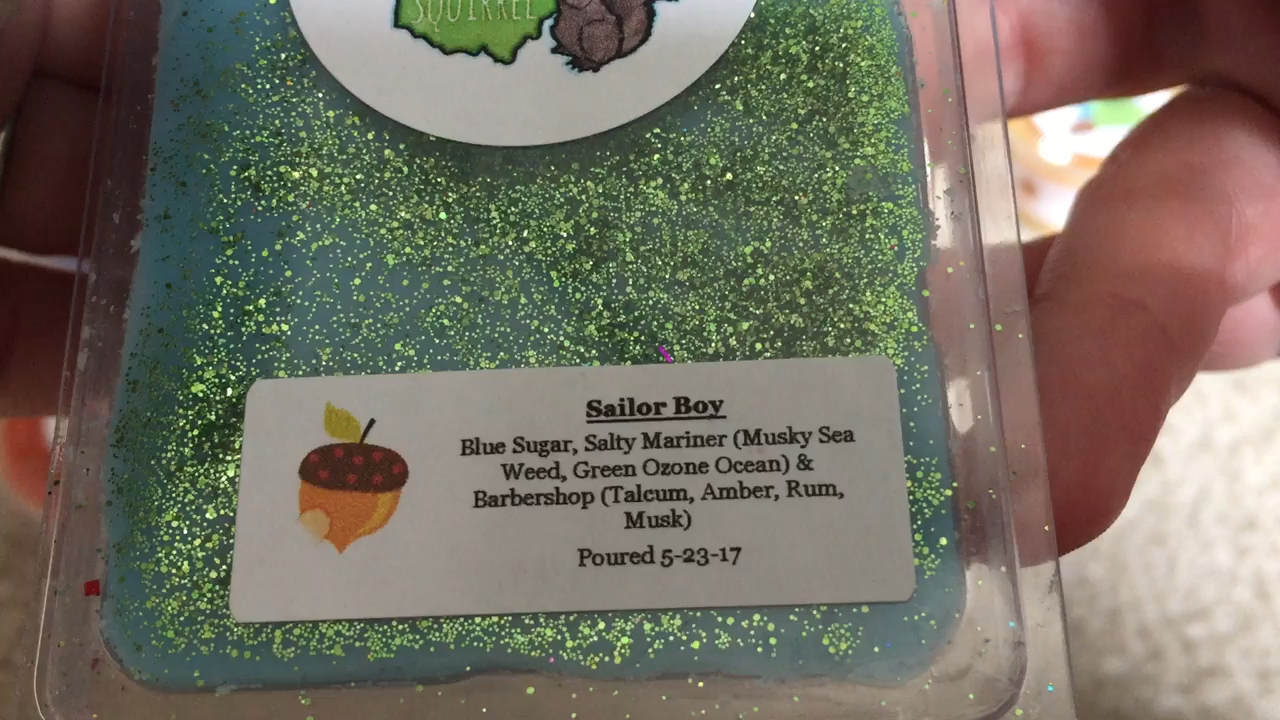 SQUIRREL
Sailor Boy
Blue Sugar, Salty Mariner (Musky Sea
Weed, Green Ozone Ocean) &
Barbershop (Talcum, Amber, Rum,
Musk)
Poured 5-23-17